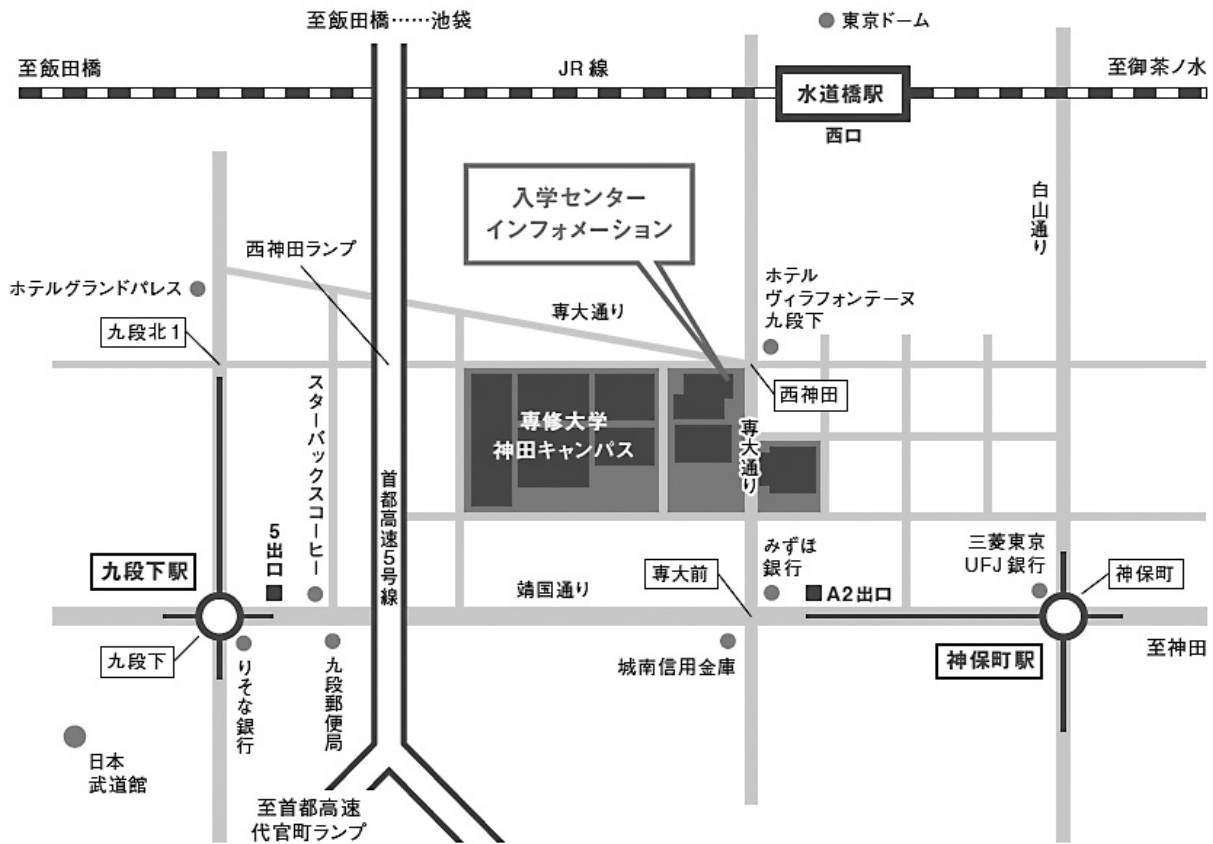 至飯田橋……池袋
東京ドーム
至飯田橋
JR線
至御茶ノ水
水道橋駅
西口
入学センター
インフォメーション
白山通り
西神田ランプ
ホテルグランドパレス
専大通り
ホテル
ヴィラフォンテーヌ
九段下
九段北1
西神田
スターバックスコーヒー
専修大学
神田キャンパス
専大通り
首都高速5号線
5出口
九段下駅
靖国通り
専大前
みずほ
銀行
A2出口
三菱東京
UFJ銀行
神保町
九段下
りそな銀行
九段郵便局
城南信用金庫
神保町駅
至神田
日本
武道館
至首都高速
代官町ランプ